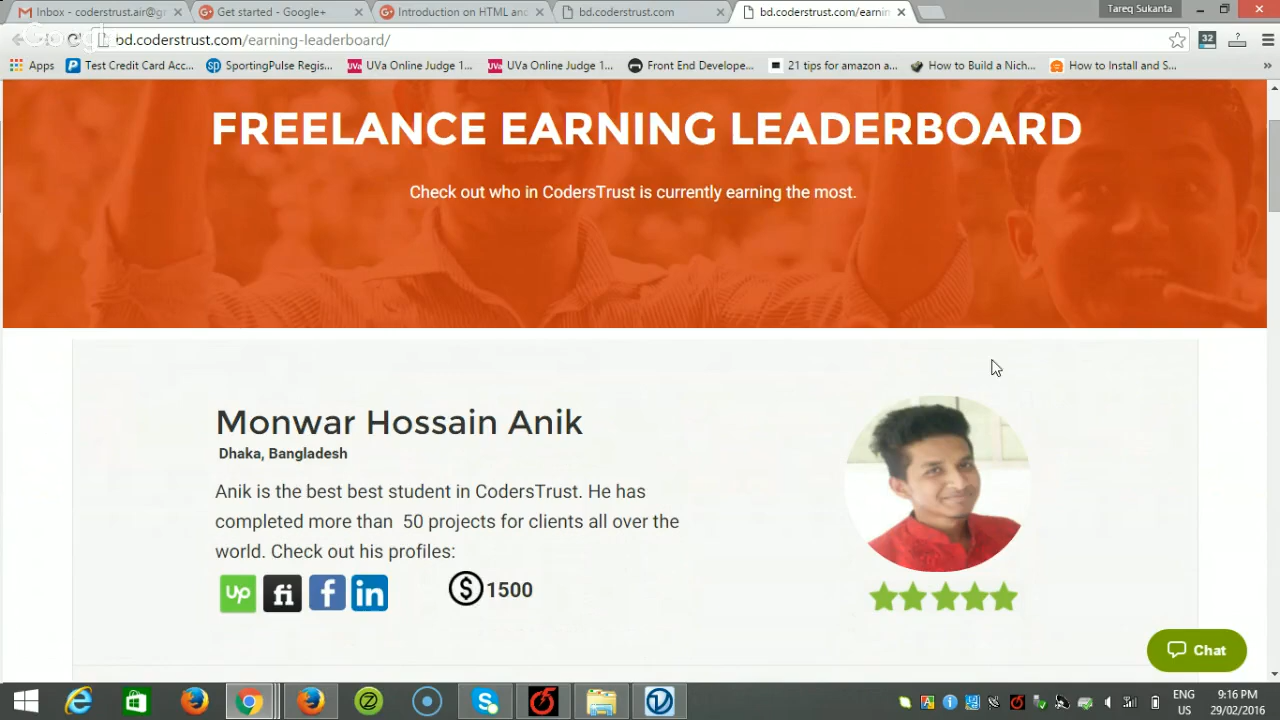 Inbox - coderstrust.air@gr
Get started - Google+
Introduction on HTML and
bd.coderstrust.com
bd.coderstrust.com/earnin
Tareq Sukanta
bd.coderstrust.com/earning-leaderboard/
32
Apps
Test Credit Card Acc...
SportingPulse Regis...
UVa Online Judge 1...
UVa Online Judge 1...
Front End Develope...
21 tips for amazon a...
How to Build a Nich...
How to Install and S...
FREELANCE EARNING LEADERBOARD
Check out who in CodersTrust is currently earning the most.
Monwar Hossain Anik
Dhaka, Bangladesh
Anik is the best best student in CodersTrust. He has
completed more than 50 projects for clients all over the
world. Check out his profiles:
Up fi f in $ 1500
Chat
ENG
US
9:16 PM
29/02/2016